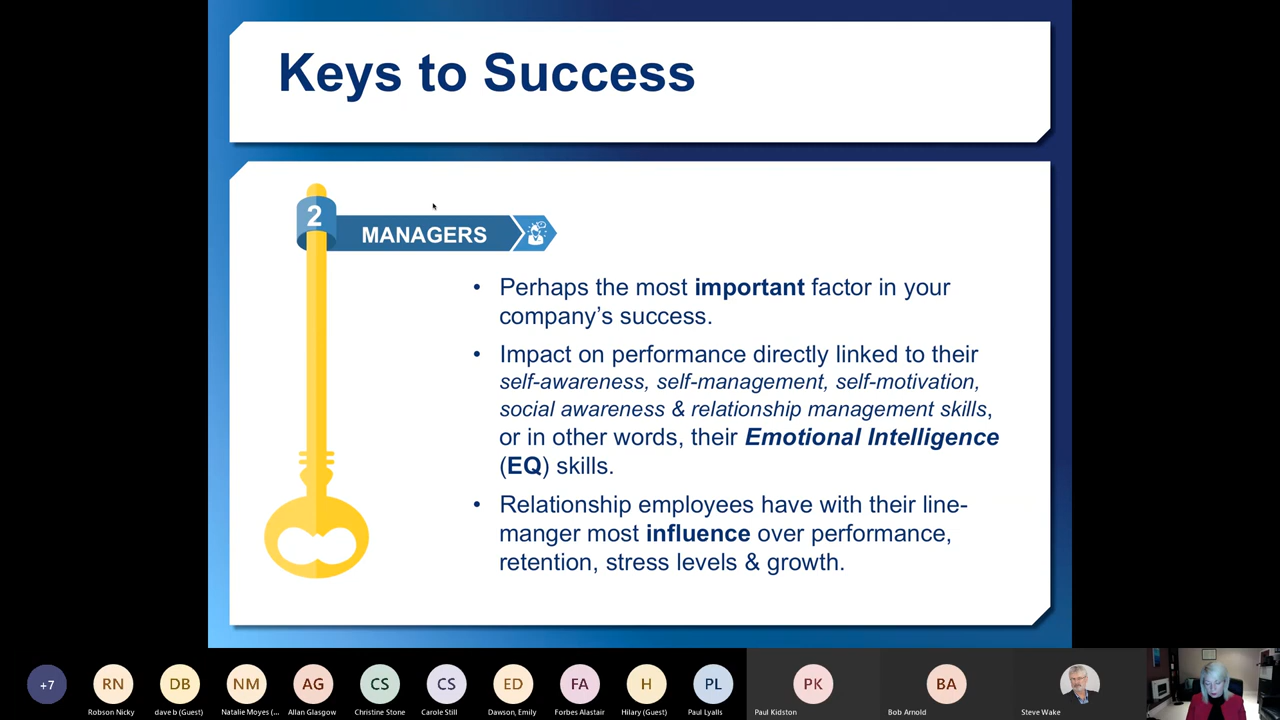 Keys to Success
2
MANAGERS
• Perhaps the most important factor in your
company's success.
• Impact on performance directly linked to their
self-awareness, self-management, self-motivation,
social awareness & relationship management skills,
or in other words, their Emotional Intelligence
(EQ) skills.
• Relationship employees have with their line-
manger most influence over performance,
retention, stress levels & growth.
+7 RN DB NM AG CS CS ED FA H PL PK BA
Robson Nicky dave b (Guest) Natalie Moyes (... Allan Glasgow Christine Stone Carole Still Dawson, Emily Forbes Alastair Hilary (Guest) Paul Lyalls Paul Kidston Bob Arnold Steve Wake